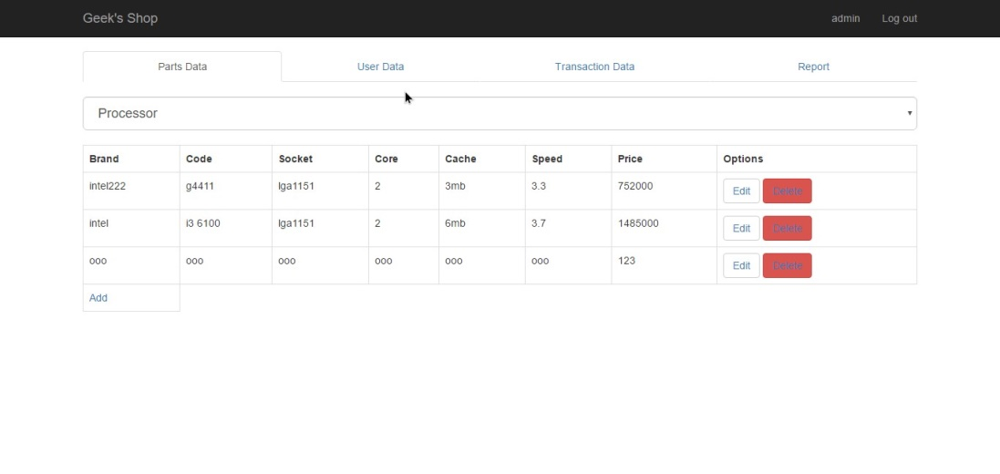 Geek's Shop admin Log out
Parts Data User Data Transaction Data Report
Processor
Brand Code Socket Core Cache Speed Price Options
intel222 g4411 lga1151 2 3mb 3.3 752000 Edit Delete
intel i3 6100 lga1151 2 6mb 3.7 1485000 Edit Delete
ooo ooo ooo ooo ooo ooo 123 Edit Delete
Add